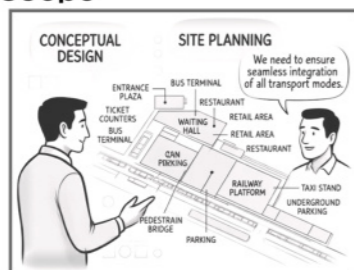 CONCEPTUAL
DESIGN
SITE PLANNING
We need to ensure
seamless integration
of all transport modes.
BUS TERMINAL
ENTRANCE
PLAZA
RESTAURANT
TICKET
COUNTERS
RETAIL AREA
WAITING
HALL
BUS
TERMINAL
RETAIL AREA
RESTAURANT
CAN
PIRKING
RAILWAY
PLATFORM
TAXI STAND
UNDERGROUND
PARKING
PEDESTRAIN
BRIDGE
PARKING